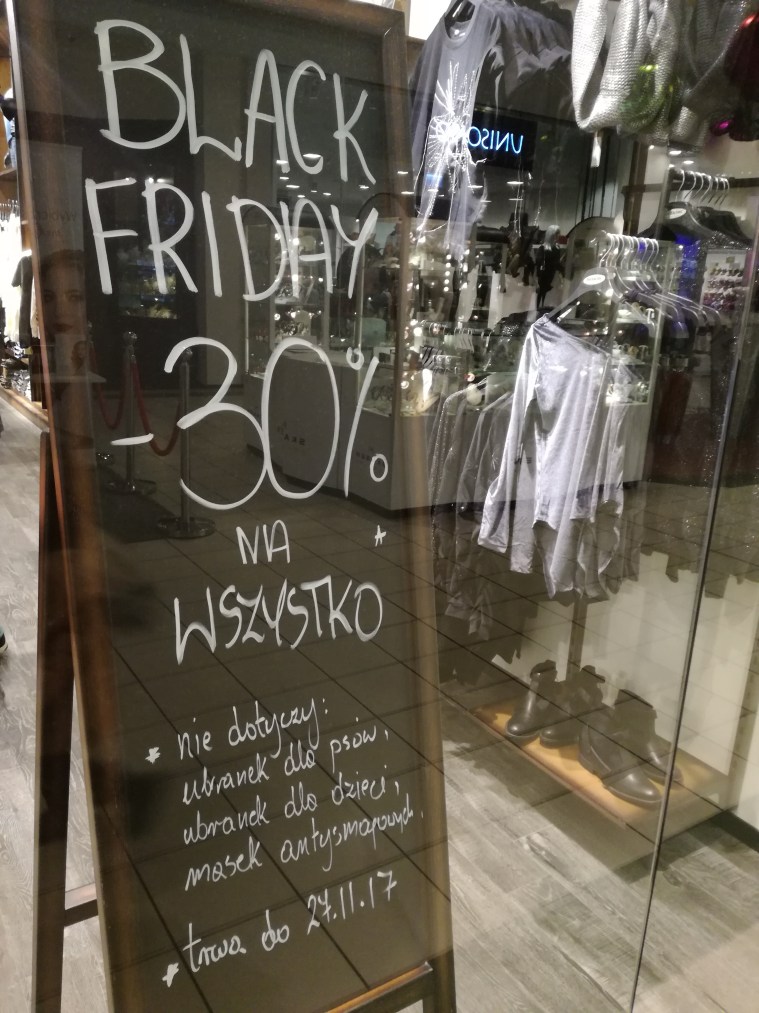 BLACK
FRIDAY
-30%
NA *
WSZYSTKO
* nie dotyczy:
ubranek dla psów,
ubranek dla dzieci,
masek antysmogowych.
* trwa do 27.11.17